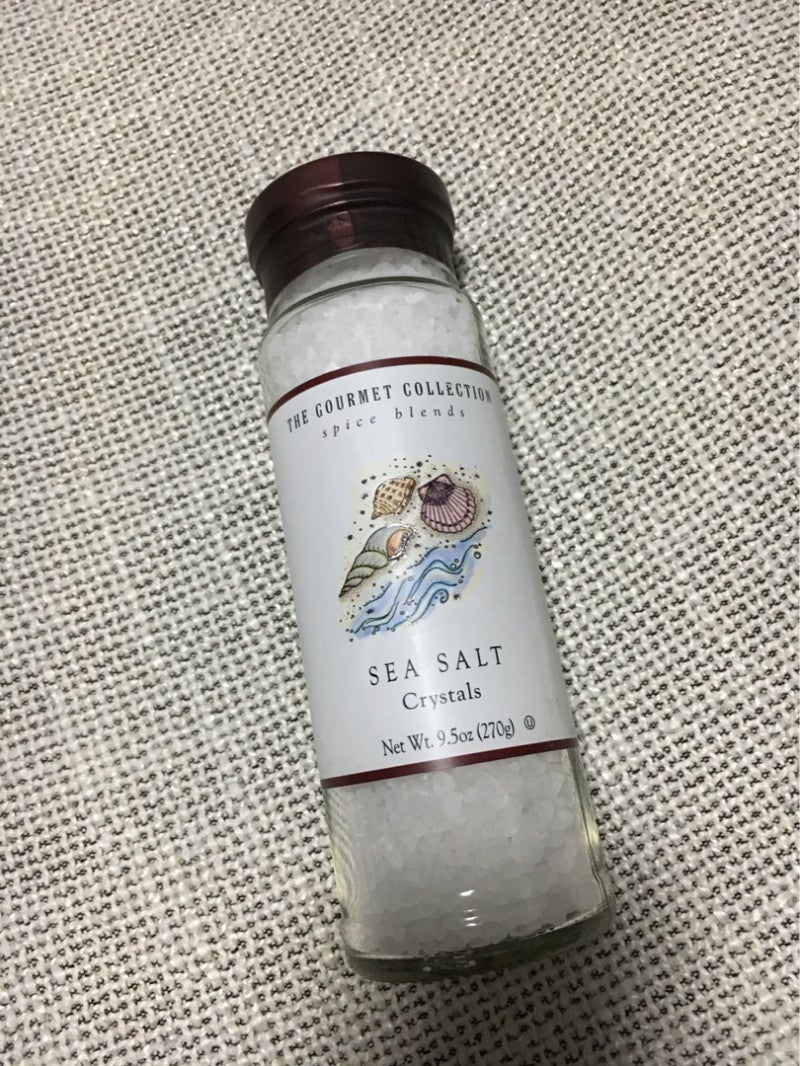 THE GOURMET COLLECTION
spice blends
SEA SALT
Crystals
Net Wt. 9.5oz (270g) Ⓤ